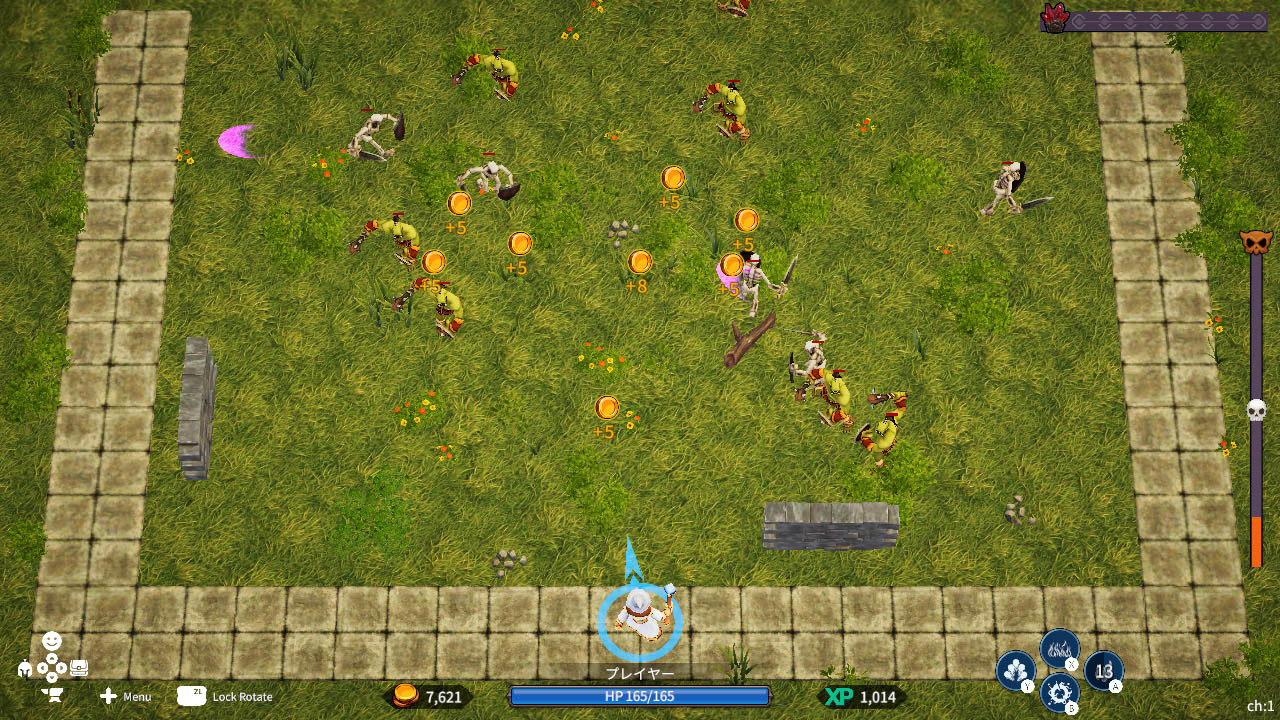 +5
+5
+5
+5
+8
+5
+5
+5
プレイヤー
X
Y
13
A
B
ZL
Menu
Lock Rotate
7,621
HP 165/165
XP 1,014
ch:1